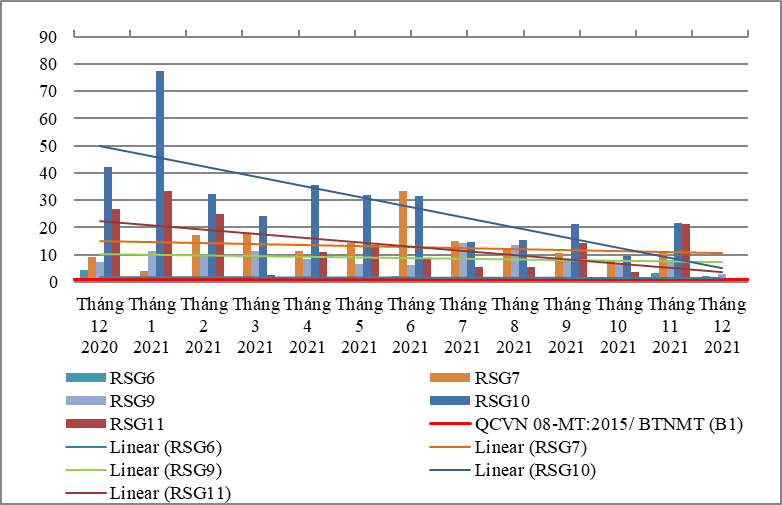 90
80
70
60
50
40
30
20
10
0
Tháng Tháng Tháng Tháng Tháng Tháng Tháng Tháng Tháng Tháng Tháng Tháng Tháng
12 1 2 3 4 5 6 7 8 9 10 11 12
2020 2021 2021 2021 2021 2021 2021 2021 2021 2021 2021 2021 2021
RSG6 RSG7
RSG9 RSG10
RSG11 QCVN 08-MT:2015/ BTNMT (B1)
Linear (RSG6) Linear (RSG7)
Linear (RSG9) Linear (RSG10)
Linear (RSG11)